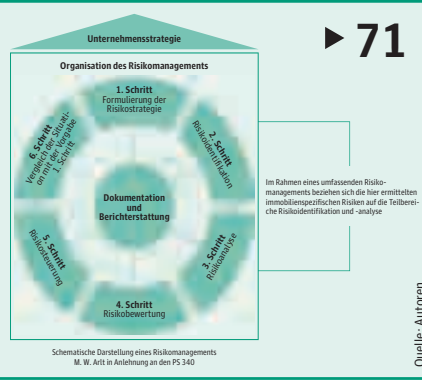 Unternehmensstrategie
▶ 71
Organisation des Risikomanagements
1. Schritt
Formulierung der
Risikostrategie
2. Schritt
Risikoidentifikation
3. Schritt
Risikoanalyse
4. Schritt
Risikobewertung
5. Schritt
Risikosteuerung
6. Schritt
Vergleich der Situati-
on mit der Vorgabe
1. Schritt
Dokumentation
und
Berichterstattung
Im Rahmen eines umfassenden Risiko-
managements beziehen sich die hier ermittelten
immobilienspezifischen Risiken auf die Teilberei-
che Risikoidentifikation und -analyse
Schematische Darstellung eines Risikomanagements
M. W. Arlt in Anlehnung an den PS 340
Quelle: Autoren